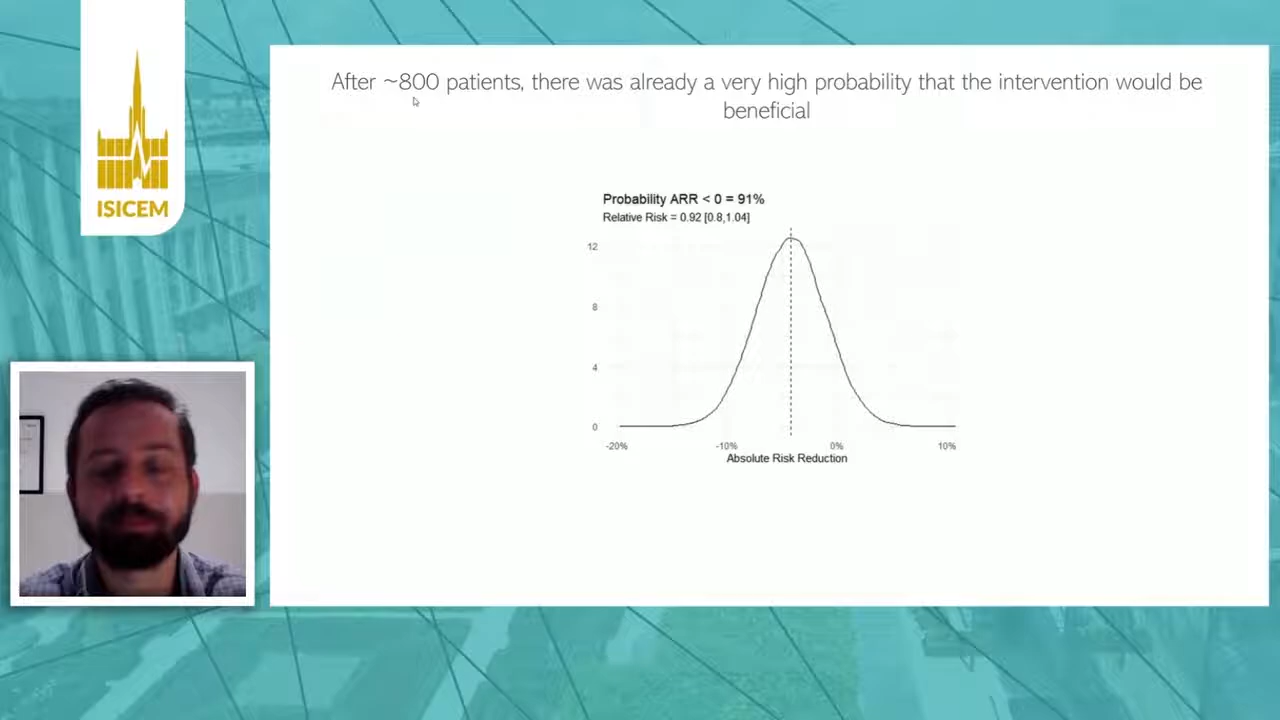 ISICEM
After ~800 patients, there was already a very high probability that the intervention would be
beneficial
Probability ARR < 0 = 91%
Relative Risk = 0.92 [0.8,1.04]
12
8
4
0
-20%
-10%
0%
10%
Absolute Risk Reduction